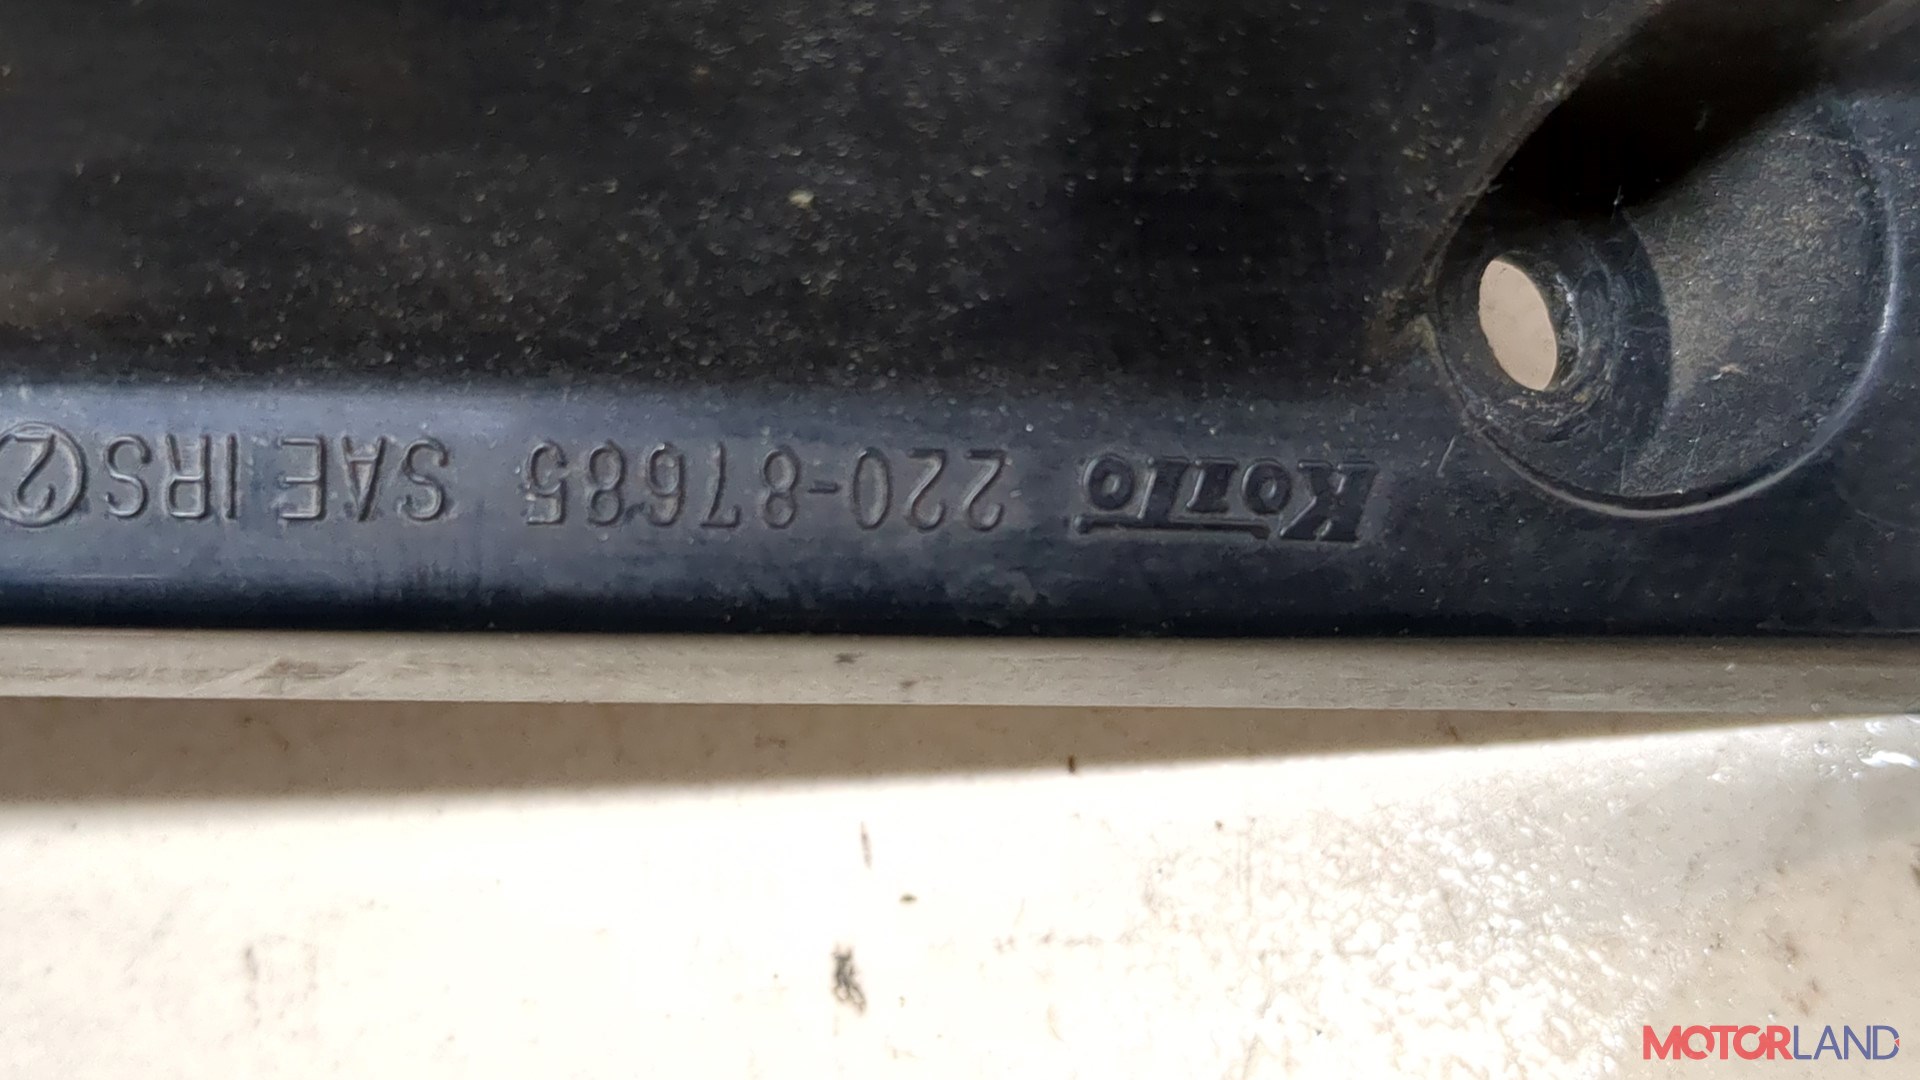 Koito 220-87685 SAE IRS②
MOTORLAND